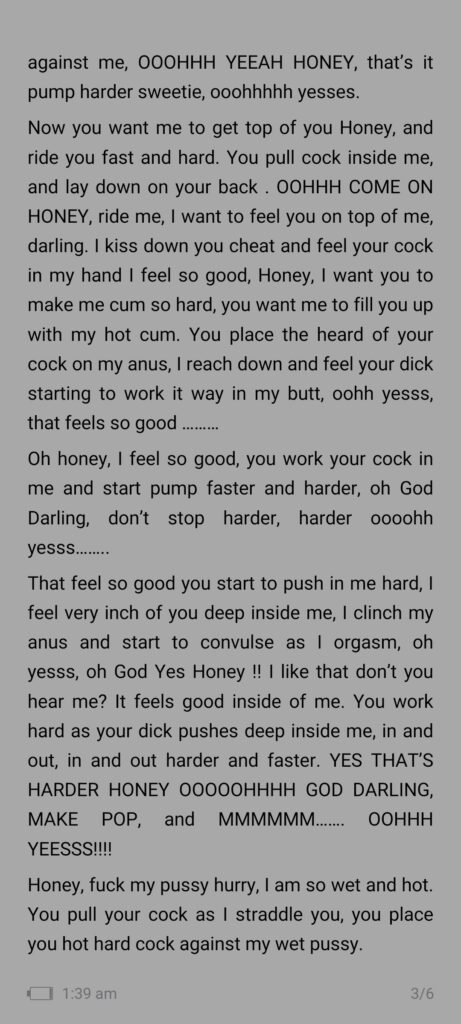 against me, OOOHHH YEEAH HONEY, that's it
pump harder sweetie, ooohhhhh yesses.
Now you want me to get top of you Honey, and
ride you fast and hard. You pull cock inside me,
and lay down on your back . OOHHH COME ON
HONEY, ride me, I want to feel you on top of me,
darling. I kiss down you cheat and feel your cock
in my hand I feel so good, Honey, I want you to
make me cum so hard, you want me to fill you up
with my hot cum. You place the heard of your
cock on my anus, I reach down and feel your dick
starting to work it way in my butt, oohh yesss,
that feels so good ………
Oh honey, I feel so good, you work your cock in
me and start pump faster and harder, oh God
Darling, don't stop harder, harder oooohh
yesss……..
That feel so good you start to push in me hard, I
feel very inch of you deep inside me, I clinch my
anus and start to convulse as I orgasm, oh
yesss, oh God Yes Honey !! I like that don't you
hear me? It feels good inside of me. You work
hard as your dick pushes deep inside me, in and
out, in and out harder and faster. YES THAT'S
HARDER HONEY OOOOOHHHH GOD DARLING,
MAKE POP, and MMMMMM……. OOHHH
YEESSS!!!!
Honey, fuck my pussy hurry, I am so wet and hot.
You pull your cock as I straddle you, you place
you hot hard cock against my wet pussy.
1:39 am 3/6